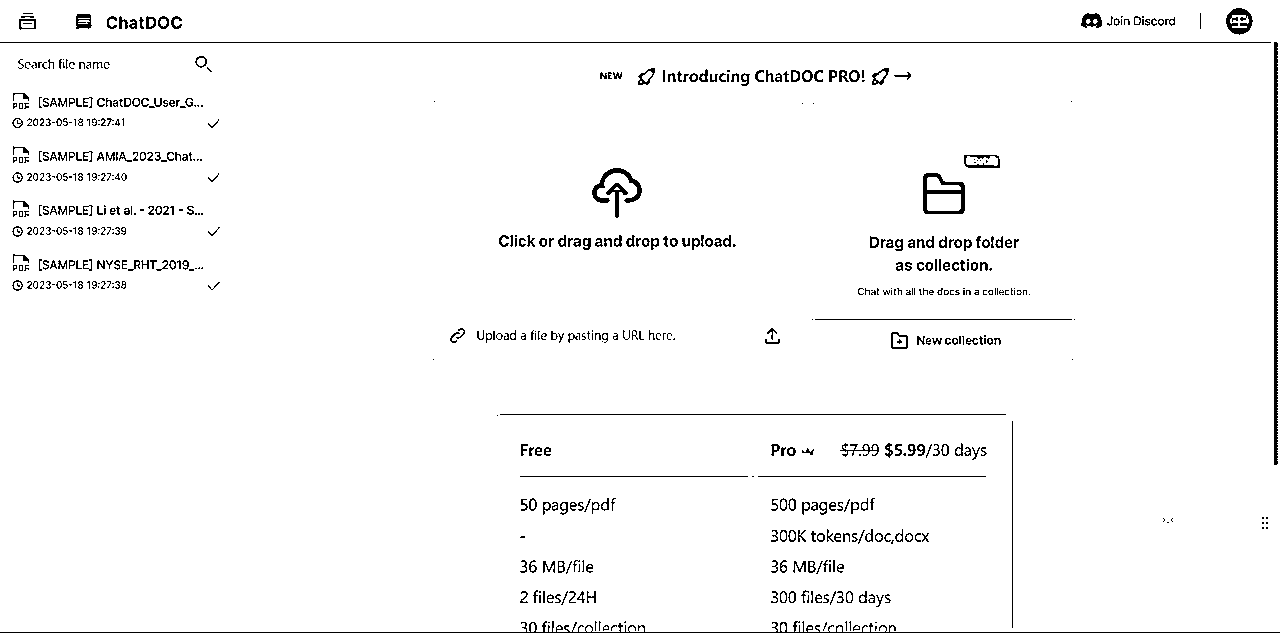 ChatDOC
Join Discord
Search file name
[SAMPLE] ChatDOC_User_G...
2023-05-18 19:27:41
[SAMPLE] AMIA_2023_Chat...
2023-05-18 19:27:40
[SAMPLE] Li et al. - 2021 - S...
2023-05-18 19:27:39
[SAMPLE] NYSE_RHT_2019_...
2023-05-18 19:27:38
NEW Introducing ChatDOC PRO! →
Click or drag and drop to upload.
Upload a file by pasting a URL here.
Drag and drop folder
as collection.
Chat with all the docs in a collection.
New collection
Free Pro $7.99 $5.99/30 days
50 pages/pdf 500 pages/pdf
- 300K tokens/doc,docx
36 MB/file 36 MB/file
2 files/24H 300 files/30 days
30 files/collection 30 files/collection